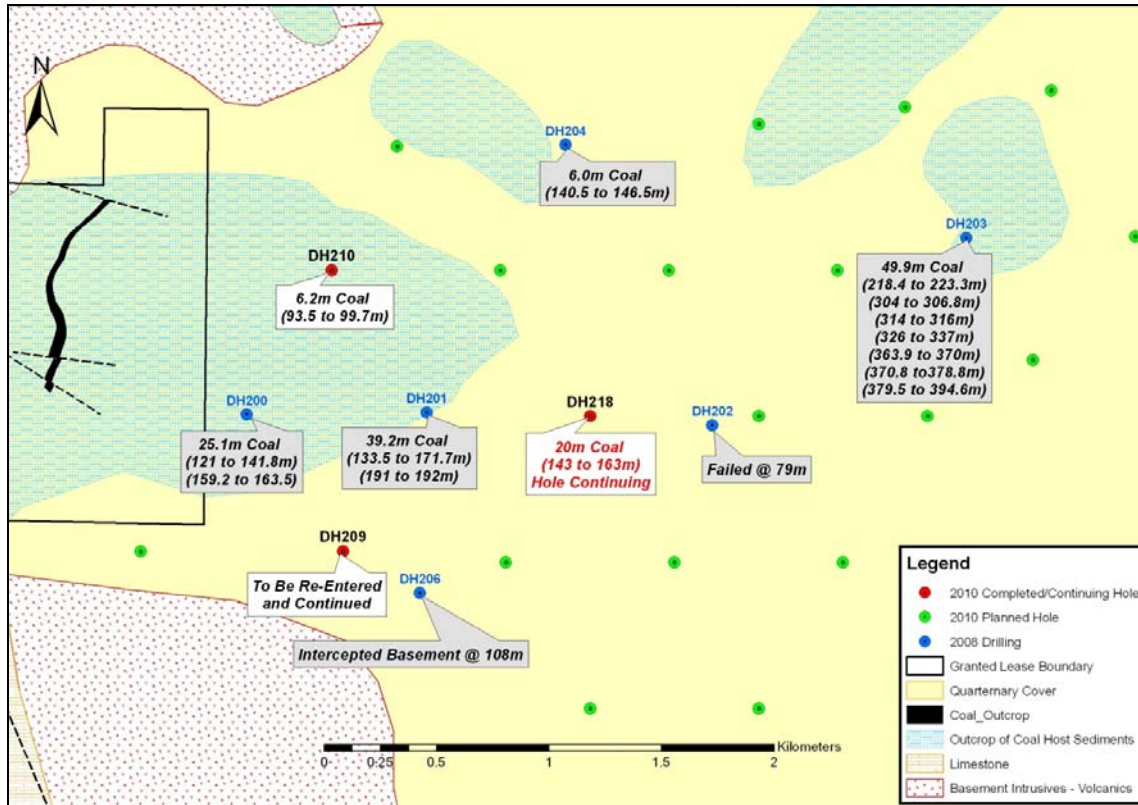 N
DH204
6.0m Coal
(140.5 to 146.5m)
DH203
49.9m Coal
(218.4 to 223.3m)
(304 to 306.8m)
(314 to 316m)
(326 to 337m)
(363.9 to 370m)
(370.8 to378.8m)
(379.5 to 394.6m)
DH210
6.2m Coal
(93.5 to 99.7m)
DH200
25.1m Coal
(121 to 141.8m)
(159.2 to 163.5)
DH201
39.2m Coal
(133.5 to 171.7m)
(191 to 192m)
DH218
20m Coal
(143 to 163m)
Hole Continuing
DH202
Failed @ 79m
DH209
To Be Re-Entered
and Continued
DH206
Intercepted Basement @ 108m
Kilometers
0 0.25 0.5 1 1.5 2
Legend
2010 Completed/Continuing Hole
2010 Planned Hole
2008 Drilling
Granted Lease Boundary
Quarternary Cover
Coal_Outcrop
Outcrop of Coal Host Sediments
Limestone
Basement Intrusives - Volcanics